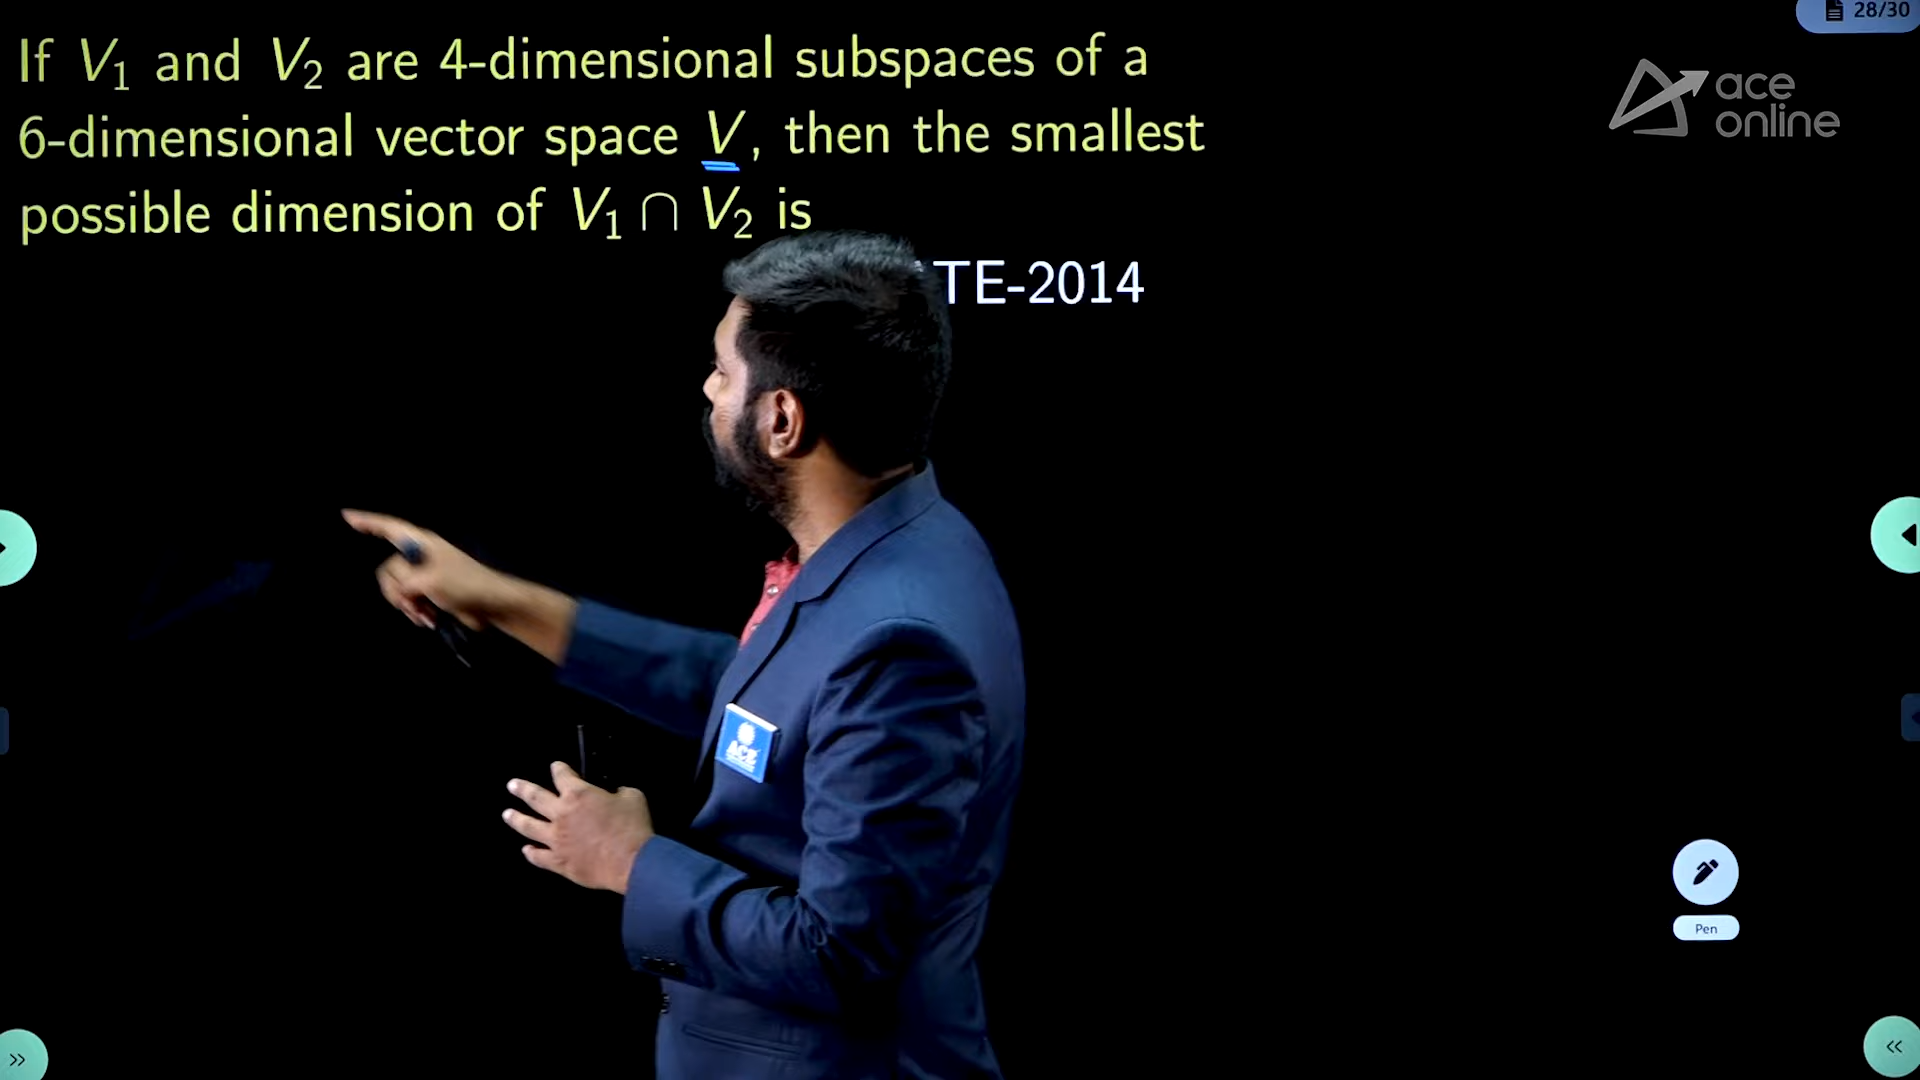 28/30
If V₁ and V₂ are 4-dimensional subspaces of a
6-dimensional vector space V, then the smallest
possible dimension of V₁ ∩ V₂ is
TE-2014
ace
online
ACE
Pen